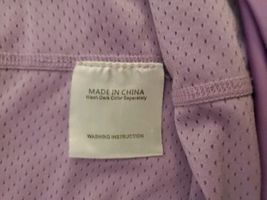 MADE IN CHINA
Wash Dark Color Separately
WASHING INSTRUCTION